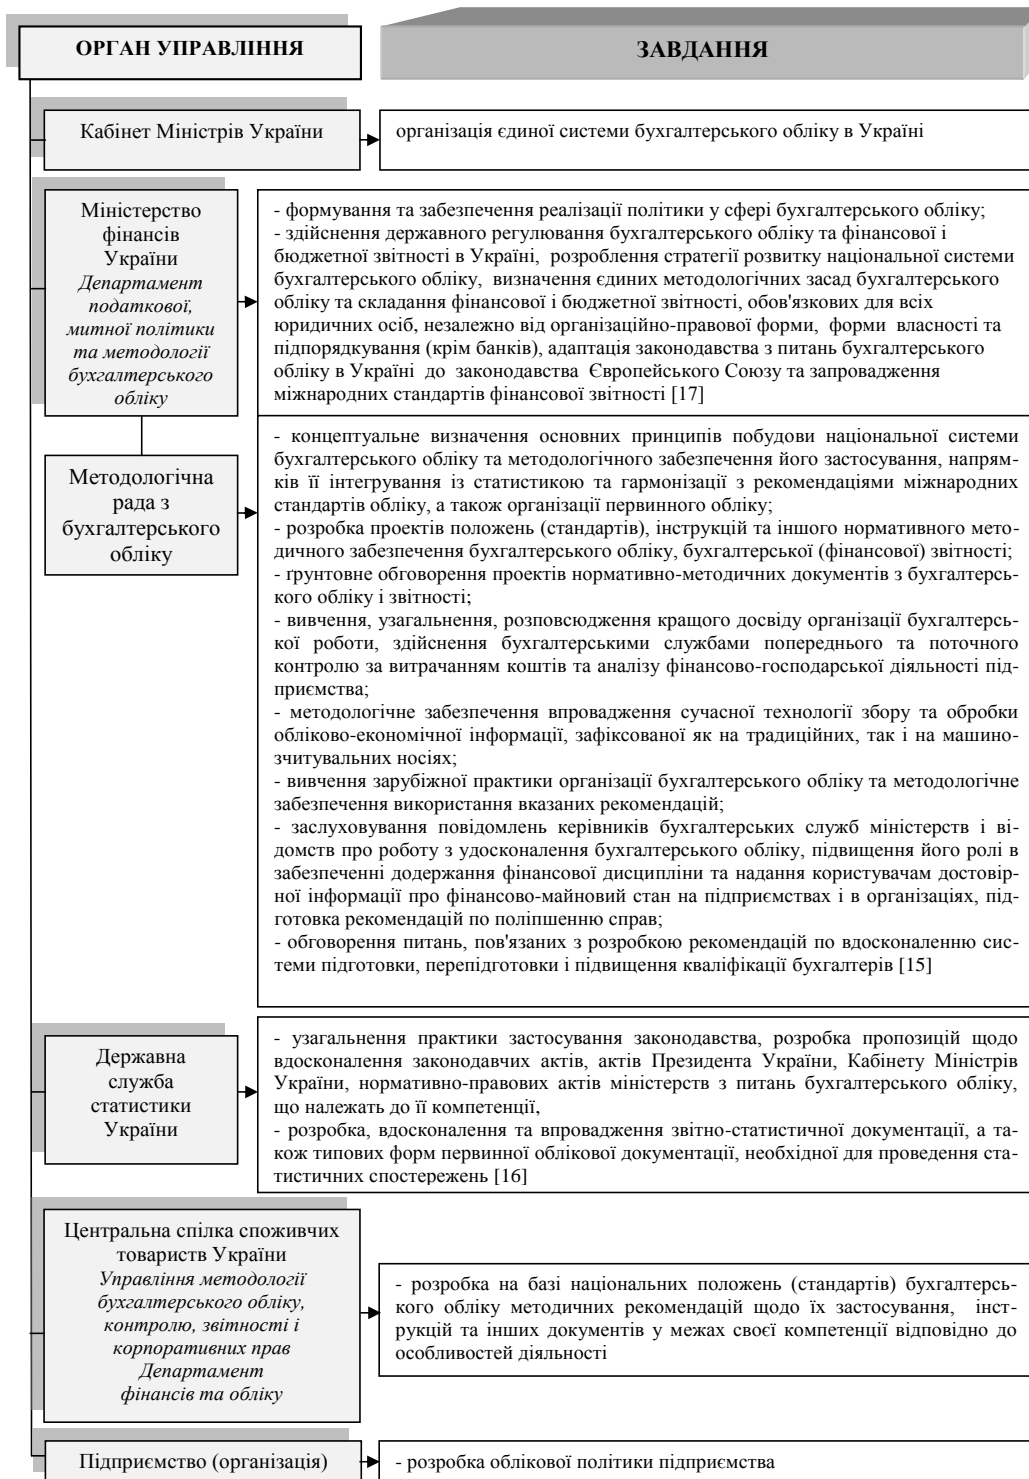 ОРГАН УПРАВЛІННЯ
ЗАВДАННЯ
Кабінет Міністрів України
організація єдиної системи бухгалтерського обліку в Україні
Міністерство
фінансів
України
Департамент
податкової,
митної політики
та методології
бухгалтерського
обліку
- формування та забезпечення реалізації політики у сфері бухгалтерського обліку;
- здійснення державного регулювання бухгалтерського обліку та фінансової і
бюджетної звітності в Україні, розроблення стратегії розвитку національної системи
бухгалтерського обліку, визначення єдиних методологічних засад бухгалтерського
обліку та складання фінансової і бюджетної звітності, обов'язкових для всіх
юридичних осіб, незалежно від організаційно-правової форми, форми власності та
підпорядкування (крім банків), адаптація законодавства з питань бухгалтерського
обліку в Україні до законодавства Європейського Союзу та запровадження
міжнародних стандартів фінансової звітності [17]
Методологічна
рада з
бухгалтерського
обліку
- концептуальне визначення основних принципів побудови національної системи
бухгалтерського обліку та методологічного забезпечення його застосування, напрям-
ків її інтегрування із статистикою та гармонізації з рекомендаціями міжнародних
стандартів обліку, а також організації первинного обліку;
- розробка проектів положень (стандартів), інструкцій та іншого нормативного мето-
дичного забезпечення бухгалтерського обліку, бухгалтерської (фінансової) звітності;
- ґрунтовне обговорення проектів нормативно-методичних документів з бухгалтерсь-
кого обліку і звітності;
- вивчення, узагальнення, розповсюдження кращого досвіду організації бухгалтерсь-
кої роботи, здійснення бухгалтерськими службами попереднього та поточного
контролю за витрачанням коштів та аналізу фінансово-господарської діяльності під-
приємства;
- методологічне забезпечення впровадження сучасної технології збору та обробки
обліково-економічної інформації, зафіксованої як на традиційних, так і на машино-
зчитувальних носіях;
- вивчення зарубіжної практики організації бухгалтерського обліку та методологічне
забезпечення використання вказаних рекомендацій;
- заслуховування повідомлень керівників бухгалтерських служб міністерств і ві-
домств про роботу з удосконалення бухгалтерського обліку, підвищення його ролі в
забезпеченні додержання фінансової дисципліни та надання користувачам достовір-
ної інформації про фінансово-майновий стан на підприємствах і в організаціях, під-
готовка рекомендацій по поліпшенню справ;
- обговорення питань, пов'язаних з розробкою рекомендацій по вдосконаленню сис-
теми підготовки, перепідготовки і підвищення кваліфікації бухгалтерів [15]
Державна
служба
статистики
України
- узагальнення практики застосування законодавства, розробка пропозицій щодо
вдосконалення законодавчих актів, актів Президента України, Кабінету Міністрів
України, нормативно-правових актів міністерств з питань бухгалтерського обліку,
що належать до її компетенції,
- розробка, вдосконалення та впровадження звітно-статистичної документації, а та-
кож типових форм первинної облікової документації, необхідної для проведення ста-
тистичних спостережень [16]
Центральна спілка споживчих
товариств України
Управління методології
бухгалтерського обліку,
контролю, звітності і
корпоративних прав
Департамент
фінансів та обліку
- розробка на базі національних положень (стандартів) бухгалтерсь-
кого обліку методичних рекомендацій щодо їх застосування, інст-
рукцій та інших документів у межах своєї компетенції відповідно до
особливостей діяльності
Підприємство (організація)
- розробка облікової політики підприємства